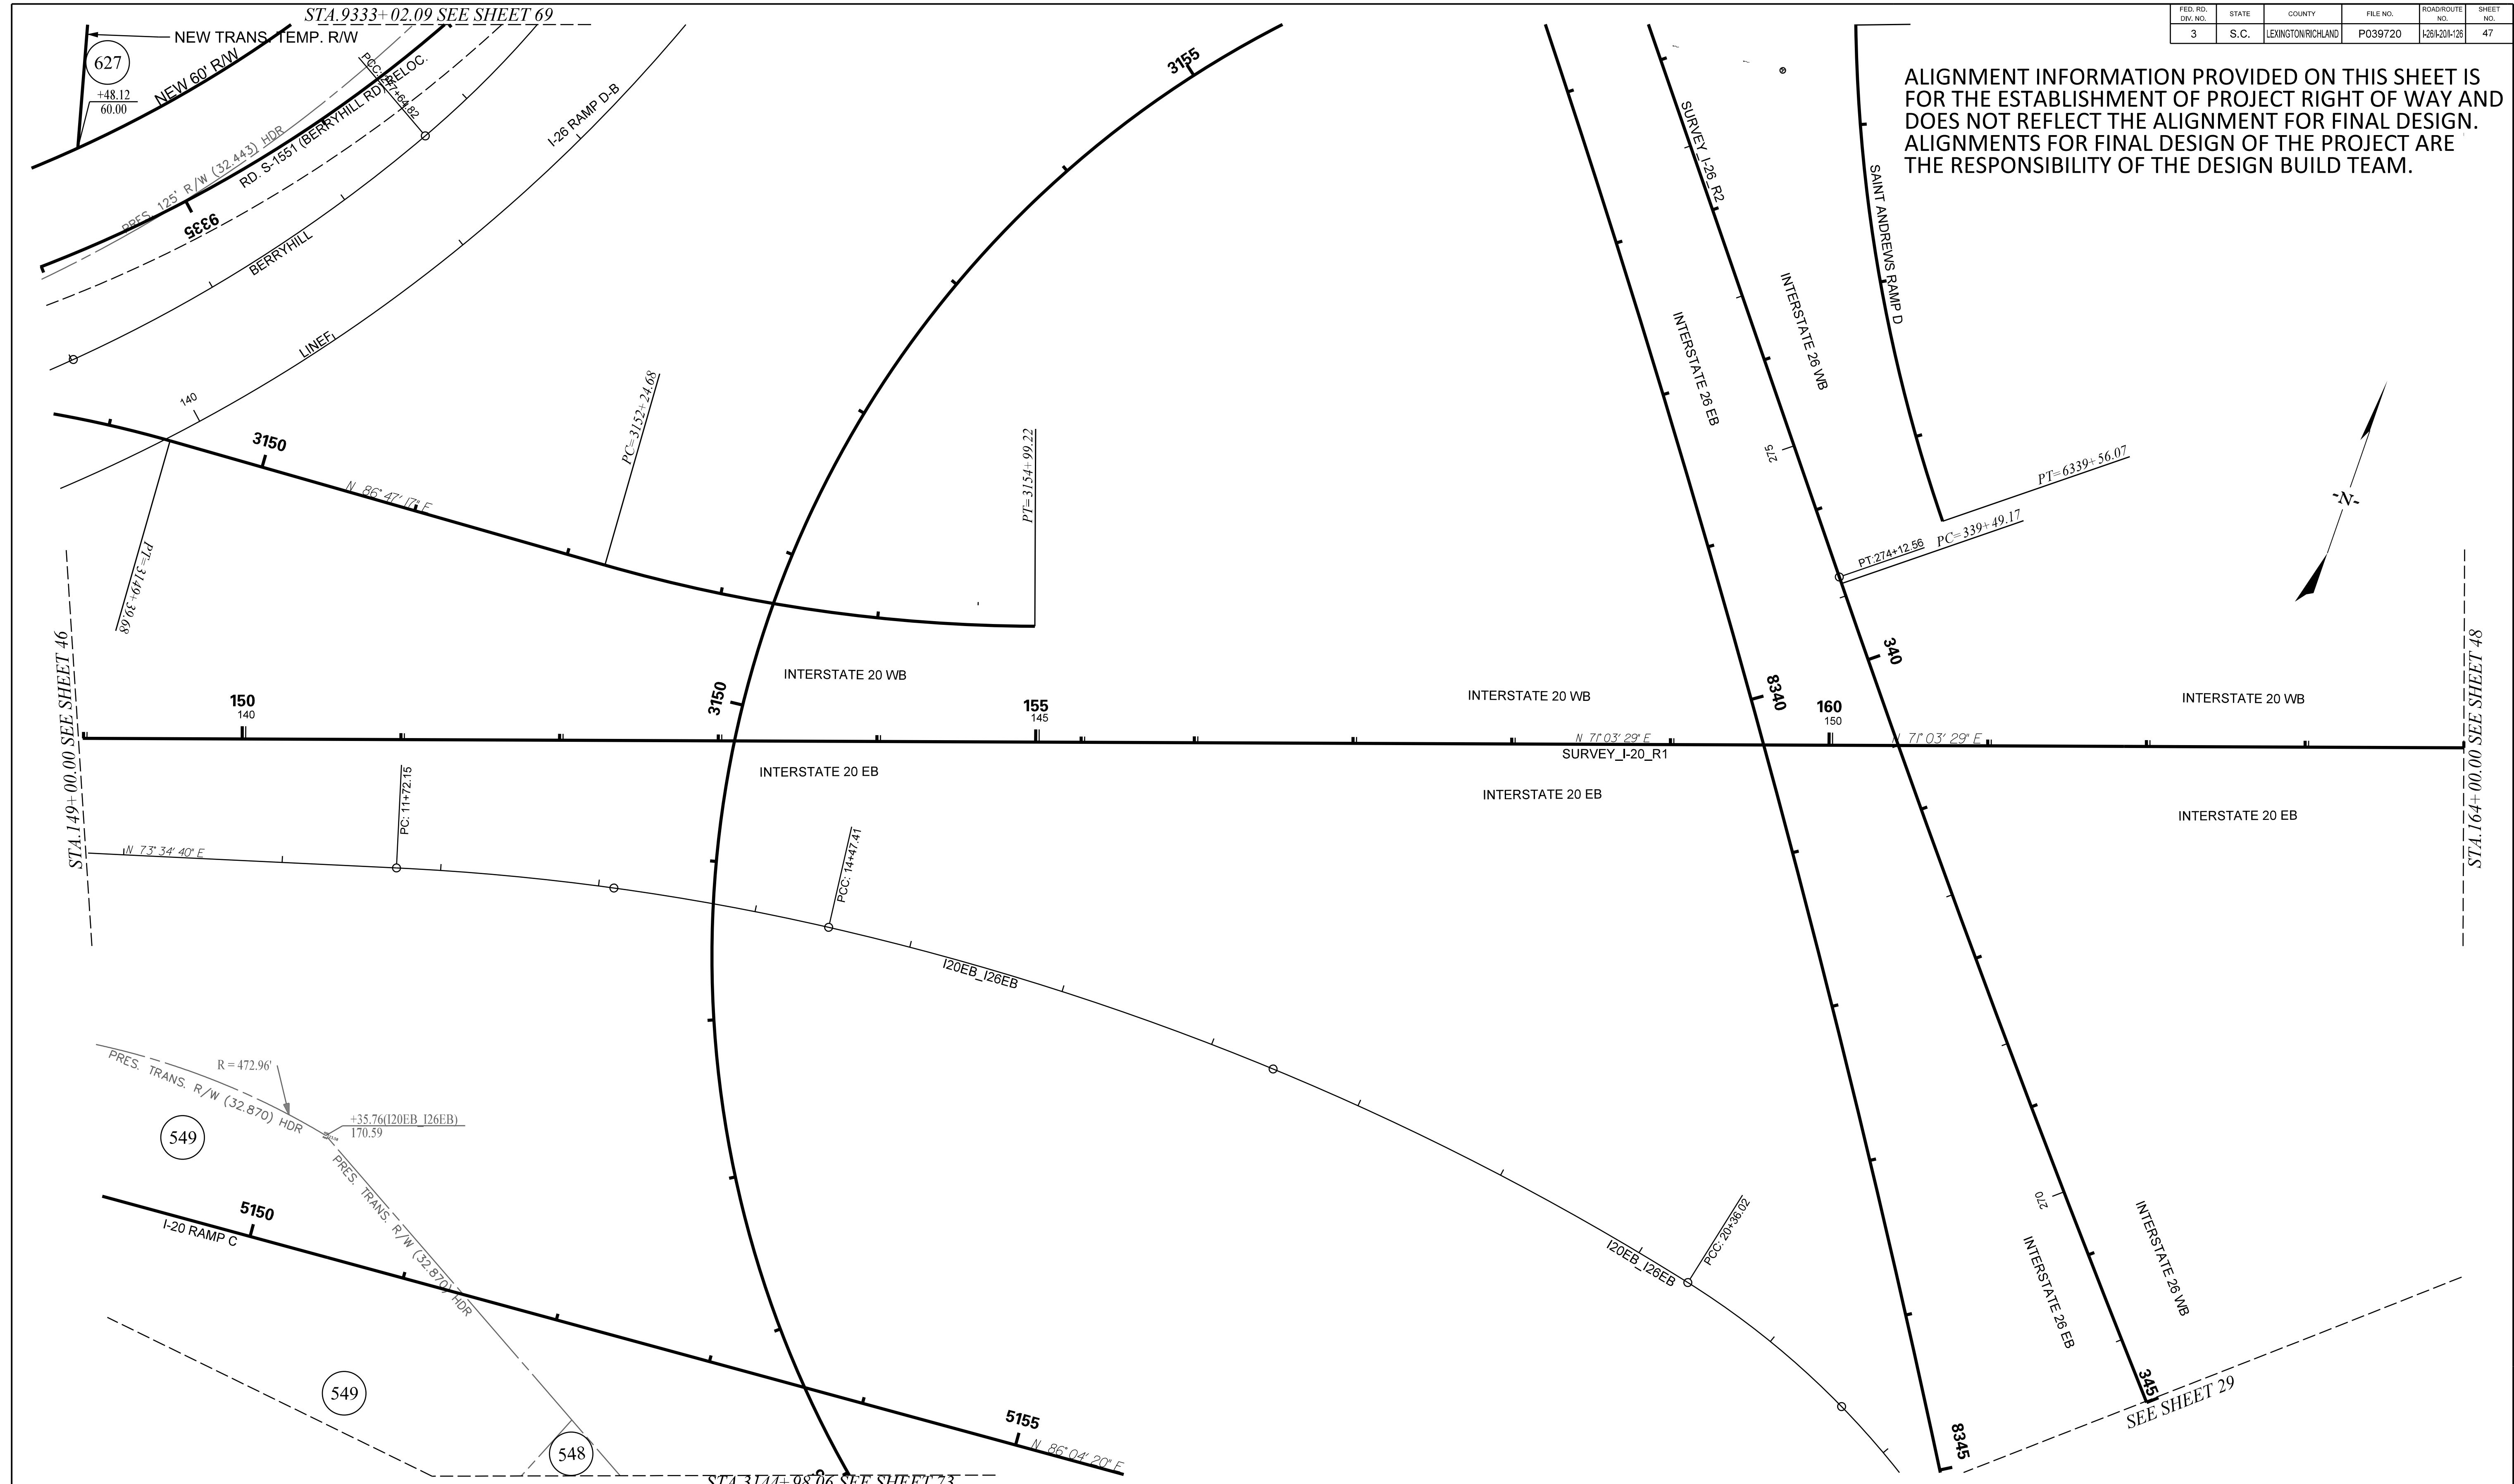 STA.9333+02.09 SEE SHEET 69
FED. RD. DIV. NO.
STATE
COUNTY
FILE NO.
ROAD/ROUTE NO.
SHEET NO.
3
S.C.
LEXINGTON/RICHLAND
P039720
I-26/I-20/I-126
47
ALIGNMENT INFORMATION PROVIDED ON THIS SHEET IS
FOR THE ESTABLISHMENT OF PROJECT RIGHT OF WAY AND
DOES NOT REFLECT THE ALIGNMENT FOR FINAL DESIGN.
ALIGNMENTS FOR FINAL DESIGN OF THE PROJECT ARE
THE RESPONSIBILITY OF THE DESIGN BUILD TEAM.
NEW TRANS. TEMP. R/W
627
+48.12
60.00
NEW 60' R/W
PRES. 125' R/W (32.443) HDR
RD. S-1551 (BERRYHILL RD) RELOC.
9335
BERRYHILL
I-26 RAMP D-B
LINEF
140
3155
SURVEY_I-26_R2
SAINT ANDREWS RAMP D
INTERSTATE 26 EB
INTERSTATE 26 WB
275
PT=6339+56.07
PT:274+12.56
PC=339+49.17
-N-
3150
N 86° 47' 17" E
PC=3152+24.68
PT=3154+99.22
PT=3149+39.68
STA.149+00.00 SEE SHEET 46
STA.164+00.00 SEE SHEET 48
INTERSTATE 20 WB
INTERSTATE 20 WB
INTERSTATE 20 WB
340
8340
3150
150
140
155
145
160
150
N 71° 03' 29" E
N 71° 03' 29" E
SURVEY_I-20_R1
INTERSTATE 20 EB
INTERSTATE 20 EB
INTERSTATE 20 EB
PC: 11+72.15
N 73° 34' 40" E
PCC: 14+47.41
I20EB_I26EB
PRES. TRANS. R/W (32.870) HDR
R = 472.96'
+35.76(I20EB_I26EB)
170.59
549
PRES. TRANS. R/W (32.870) HDR
5150
I-20 RAMP C
I20EB_I26EB
PCC: 20+36.02
270
INTERSTATE 26 EB
INTERSTATE 26 WB
345
SEE SHEET 29
8345
549
548
5155
N 86° 04' 20" E
STA.3144+98.06 SEE SHEET 73